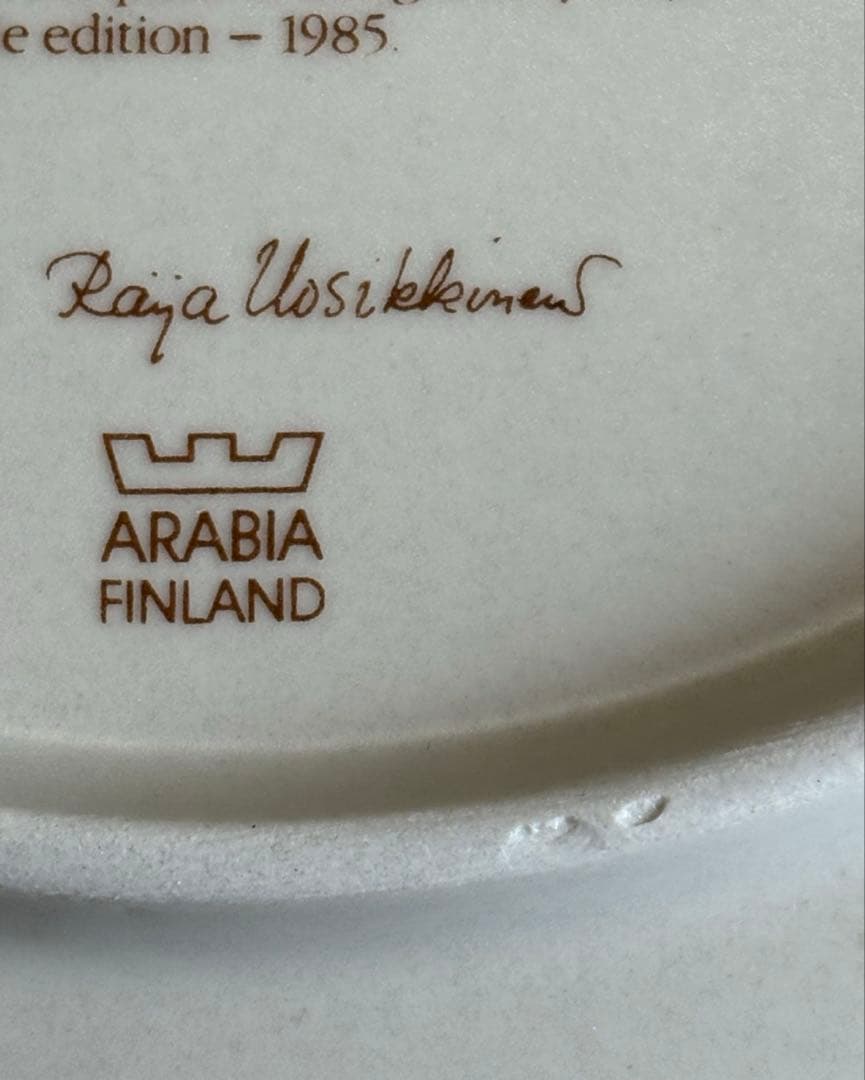 e edition – 1985.
Raija Uosikkinen
ARABIA
FINLAND